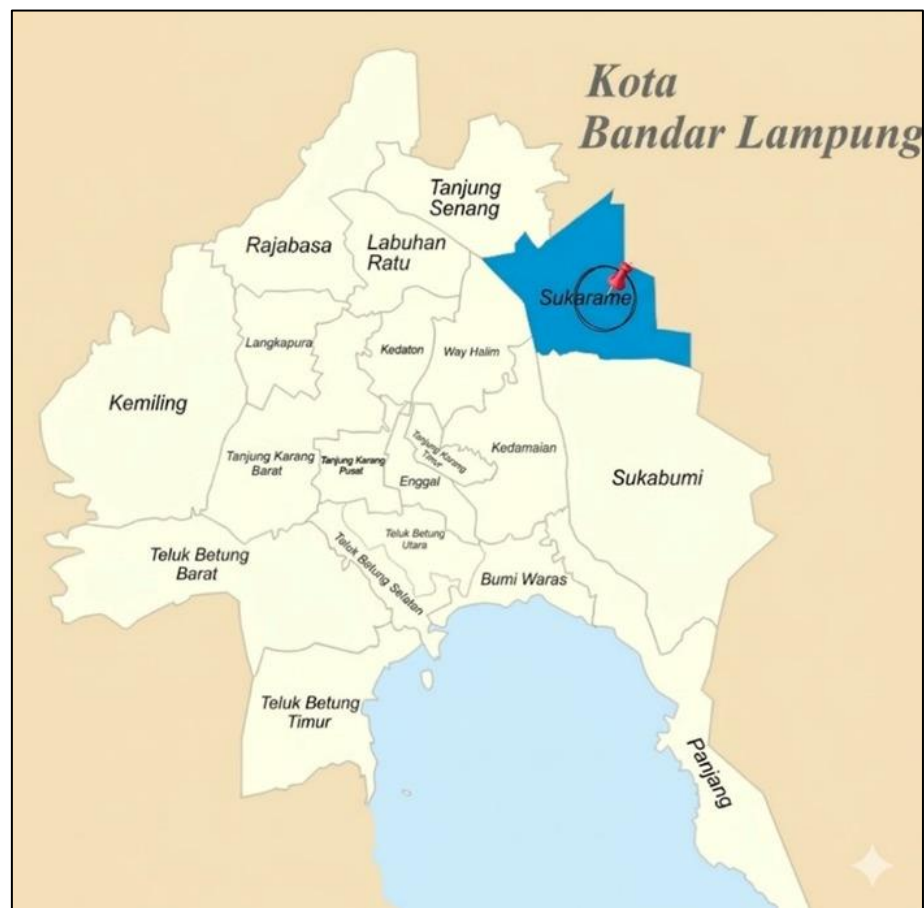 Kota
Bandar Lampung
Tanjung
Senang
Rajabasa
Labuhan
Ratu
Sukarame
Langkapura
Kedaton
Way Halim
Kemiling
Tanjung Karang
Barat
Tanjung Karang
Pusat
Tanjung Karang
Timur
Kedamaian
Enggal
Sukabumi
Teluk Betung
Utara
Teluk Betung
Barat
Telok Betung Selatan
Bumi Waras
Teluk Betung
Timur
Panjang